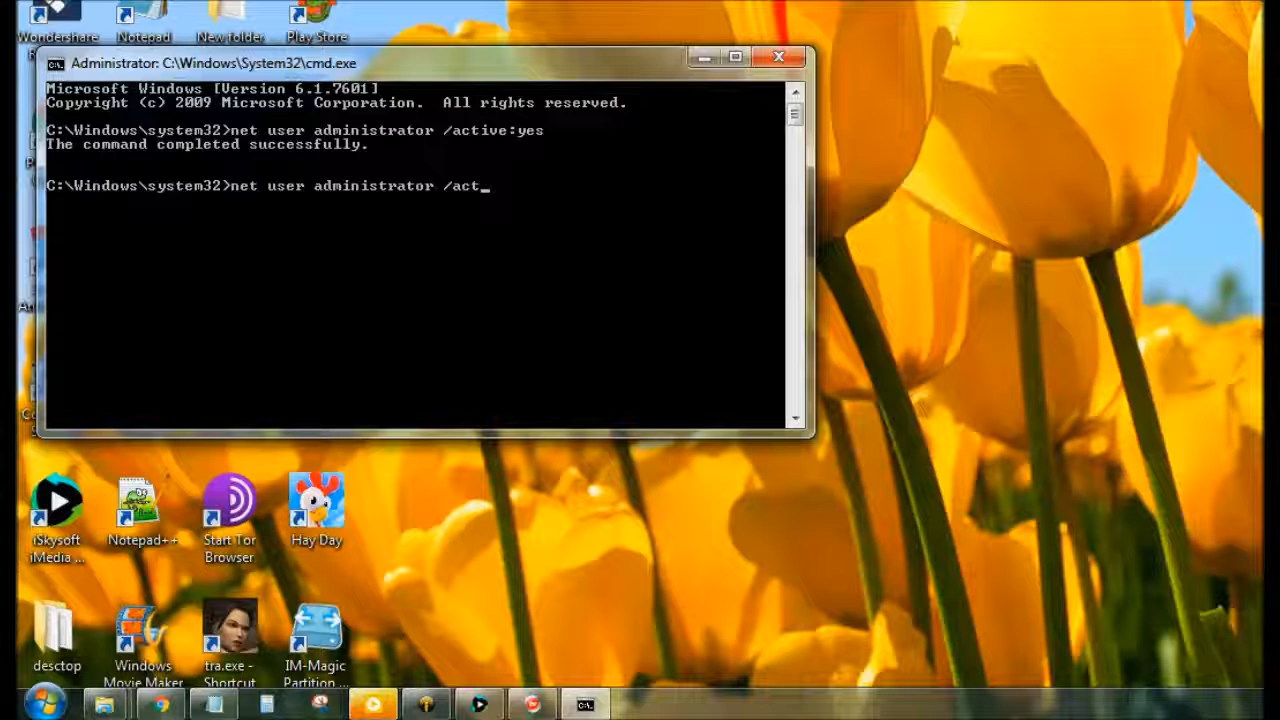 Wondershare
Notepad
New folder
Play Store
Administrator: C:\Windows\System32\cmd.exe
Microsoft Windows [Version 6.1.7601]
Copyright (c) 2009 Microsoft Corporation.  All rights reserved.
C:\Windows\system32>net user administrator /active:yes
The command completed successfully.
C:\Windows\system32>net user administrator /act_
iSkysoft
iMedia ...
Notepad++
Start Tor
Browser
Hay Day
desctop
Windows
Movie Maker
tra.exe -
Shortcut
IM-Magic
Partition ...